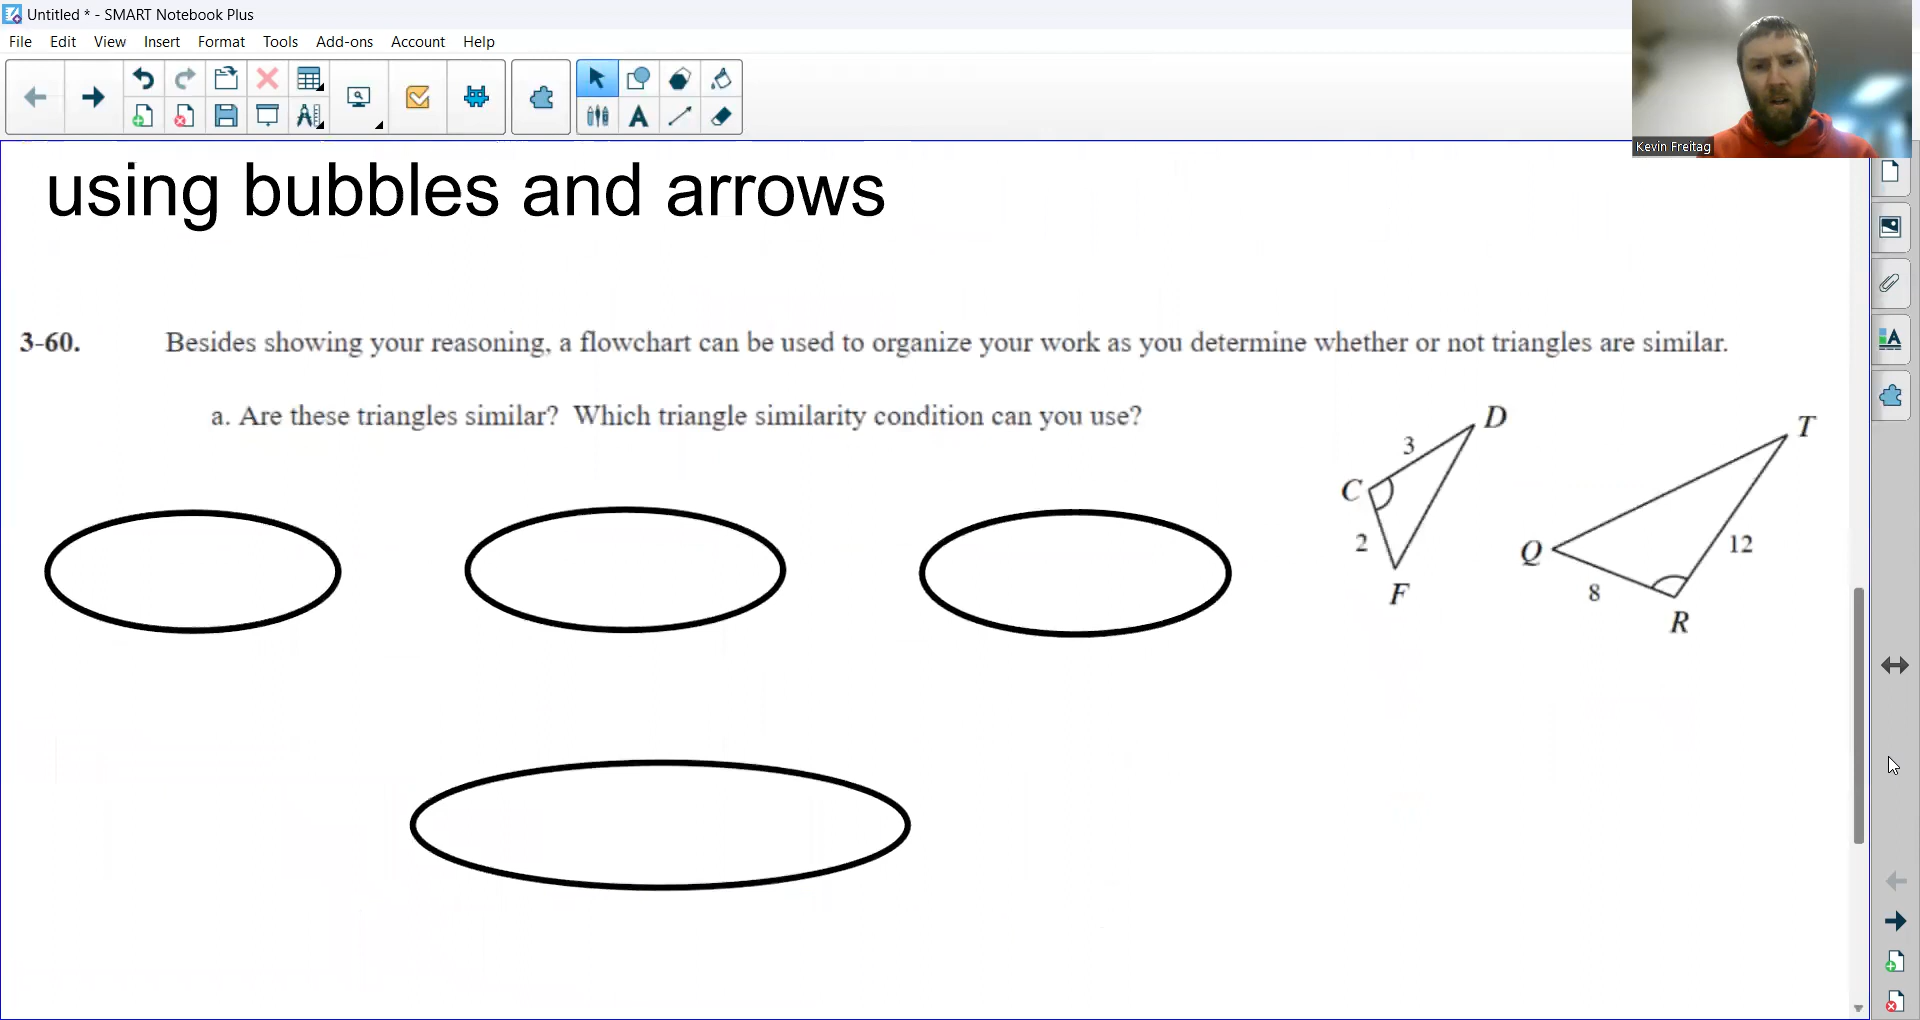 Untitled * - SMART Notebook Plus
File Edit View Insert Format Tools Add-ons Account Help
Kevin Freitag
using bubbles and arrows
3-60. Besides showing your reasoning, a flowchart can be used to organize your work as you determine whether or not triangles are similar.
a. Are these triangles similar? Which triangle similarity condition can you use?
D
T
3
C
2
F
Q
12
8
R